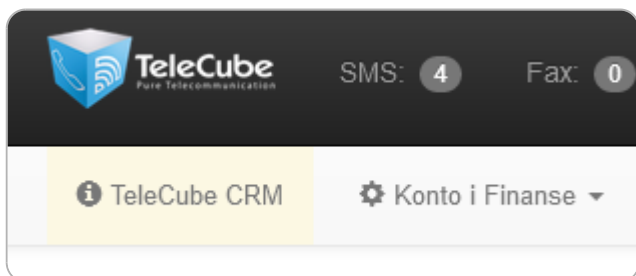 TeleCube
Pure Telecommunication
SMS: 4 Fax: 0
TeleCube CRM Konto i Finanse